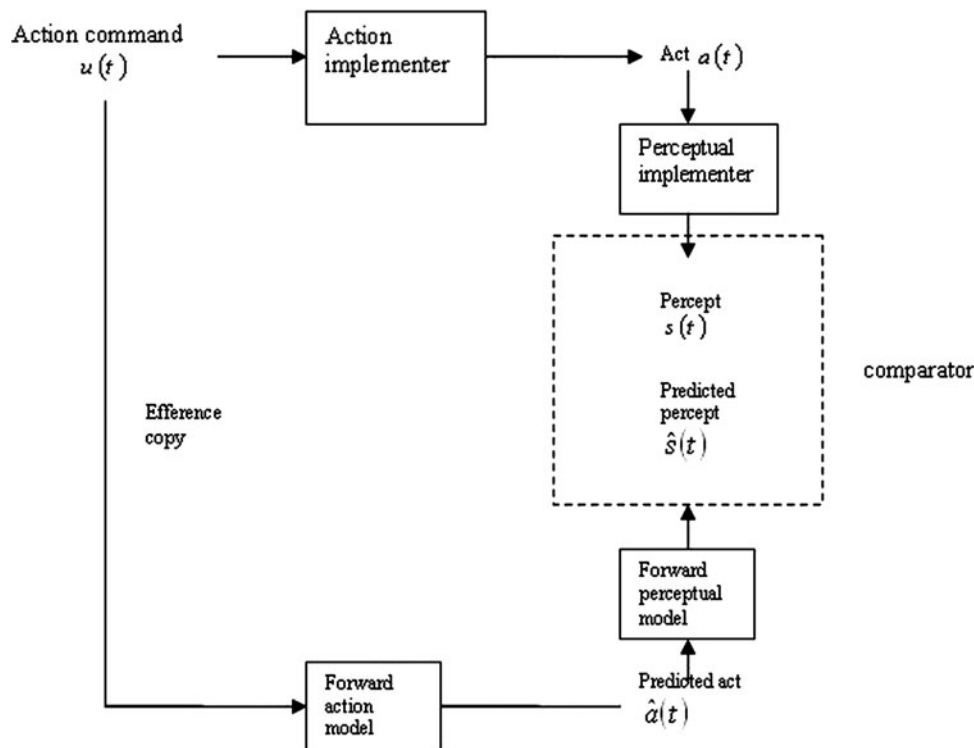 Action command
u(t)
Action
implementer
Act a(t)
Perceptual
implementer
Percept
s(t)
comparator
Predicted
percept
ŝ(t)
Efference
copy
Forward
perceptual
model
Forward
action
model
Predicted act
â(t)